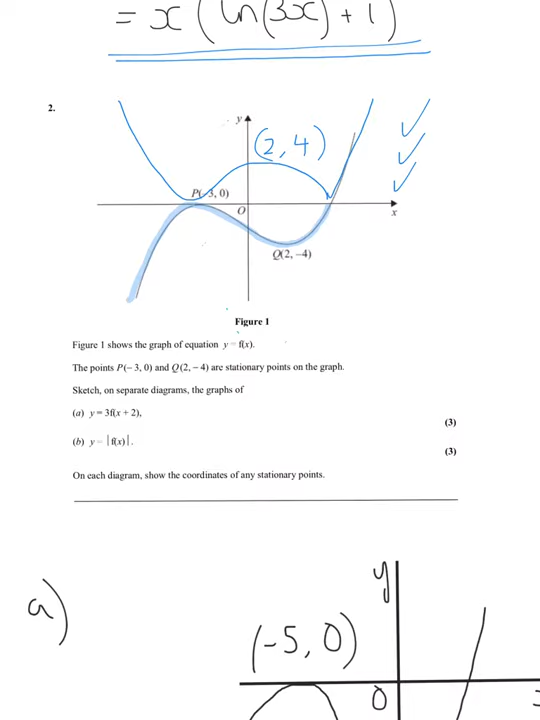 = x ( ln(3x) + 1 )
2.
y
(2, 4)
P(–3, 0)
O
x
Q(2, –4)
Figure 1
Figure 1 shows the graph of equation y = f(x).
The points P(– 3, 0) and Q(2, – 4) are stationary points on the graph.
Sketch, on separate diagrams, the graphs of
(a) y = 3f(x + 2),
(3)
(b) y = |f(x)|.
(3)
On each diagram, show the coordinates of any stationary points.
a)
y
(-5, 0)
0